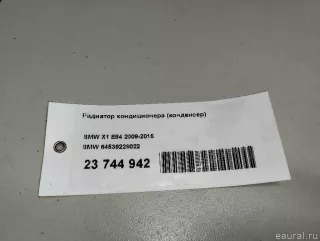 Радиатор кондиционера (конденсер)
BMW X1 E84 2009-2015
BMW 64539229022
23 744 942
eaural.ru